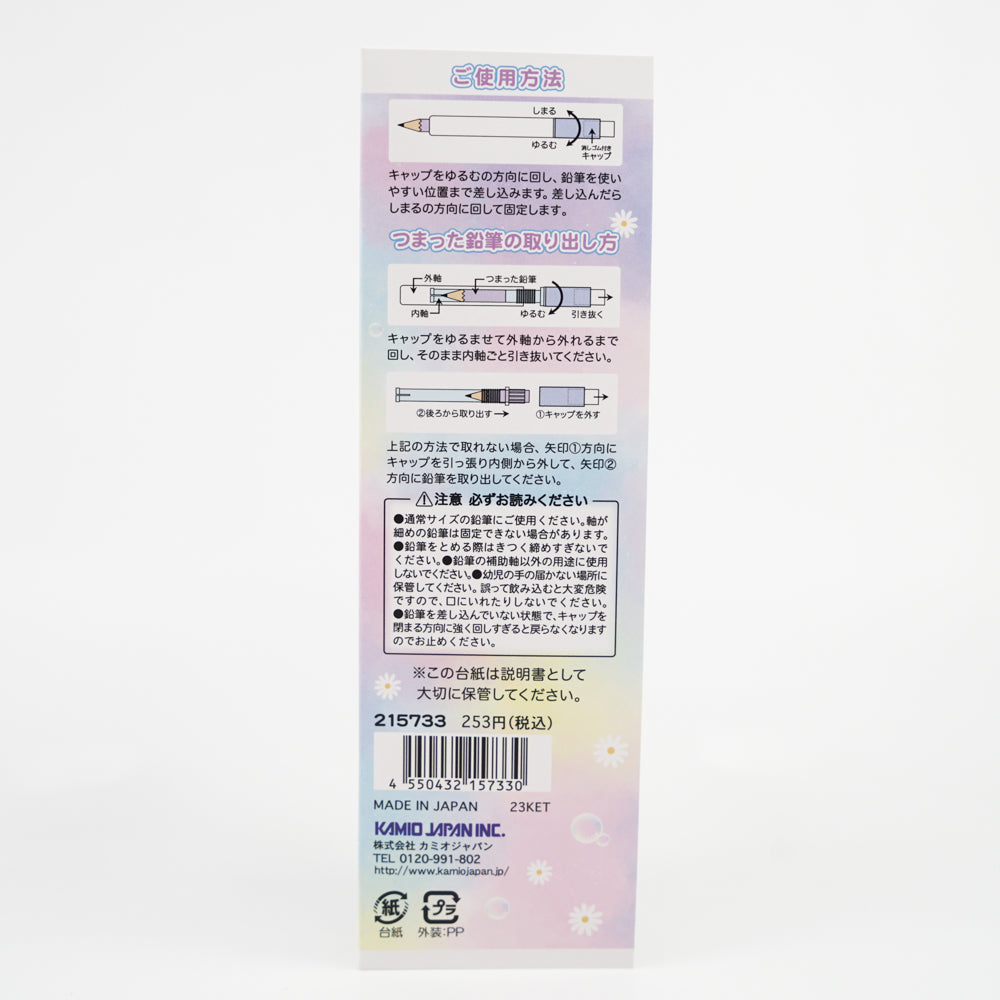 ご使用方法
しまる
ゆるむ
消しゴム付き
キャップ
キャップをゆるむの方向に回し、鉛筆を使い
やすい位置まで差し込みます。差し込んだら
しまるの方向に回して固定します。
つまった鉛筆の取り出し方
外軸
つまった鉛筆
内軸
ゆるむ
引き抜く
キャップをゆるませて外軸から外れるまで
回し、そのまま内軸ごと引き抜いてください。
②後ろから取り出す
①キャップを外す
上記の方法で取れない場合、矢印①方向に
キャップを引っ張り内側から外して、矢印②
方向に鉛筆を取り出してください。
注意 必ずお読みください
●通常サイズの鉛筆にご使用ください。軸が
細めの鉛筆は固定できない場合があります。
●鉛筆をとめる際はきつく締めすぎないで
ください。●鉛筆の補助軸以外の用途に使用
しないでください。●幼児の手の届かない場所に
保管してください。誤って飲み込むと大変危険
ですので、口にいれたりしないでください。
●鉛筆を差し込んでいない状態で、キャップを
閉まる方向に強く回しすぎると戻らなくなります
のでお止めください。
※この台紙は説明書として
大切に保管してください。
215733 253円(税込)
4 550432 157330
MADE IN JAPAN 23KET
KAMIO JAPAN INC.
株式会社 カミオジャパン
TEL 0120-991-802
http://www.kamiojapan.jp/
紙 プラ
台紙 外装:PP